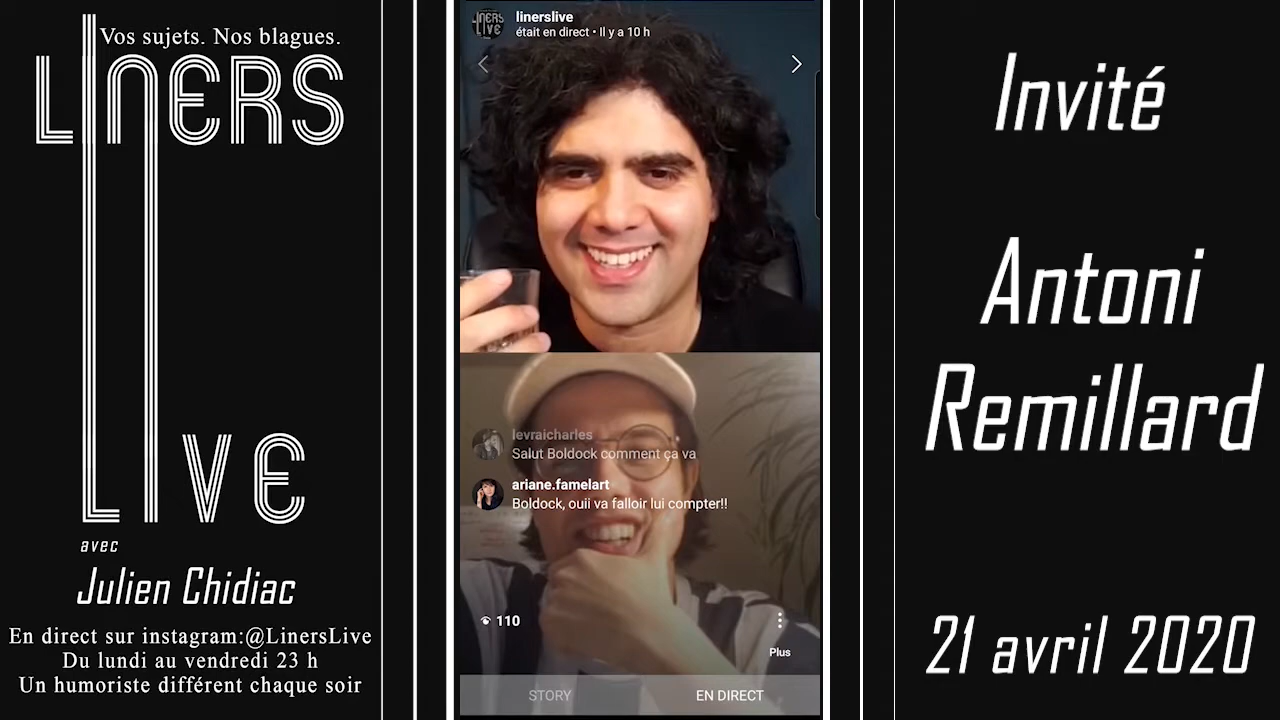 Vos sujets. Nos blagues.
LINERS
LIVE
avec
Julien Chidiac
En direct sur instagram:@LinersLive
Du lundi au vendredi 23 h
Un humoriste différent chaque soir
LINERS
LIVE
linerslive
était en direct • Il y a 10 h
levraicharles
Salut Boldock comment ça va
ariane.famelart
Boldock, ouii va falloir lui compter!!
110
Plus
STORY
EN DIRECT
Invité
Antoni
Remillard
21 avril 2020